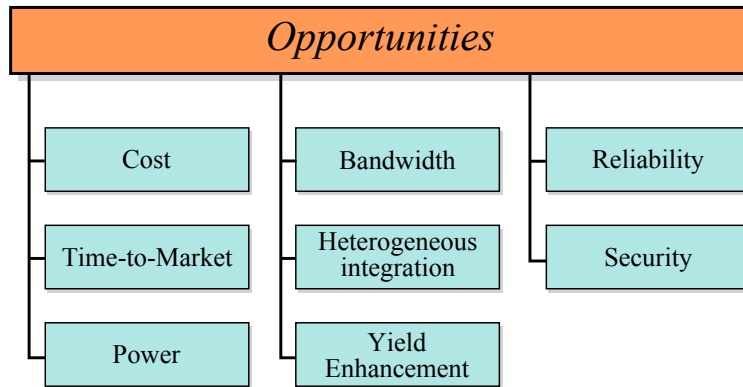 Opportunities
Cost
Time-to-Market
Power
Bandwidth
Heterogeneous
integration
Yield
Enhancement
Reliability
Security